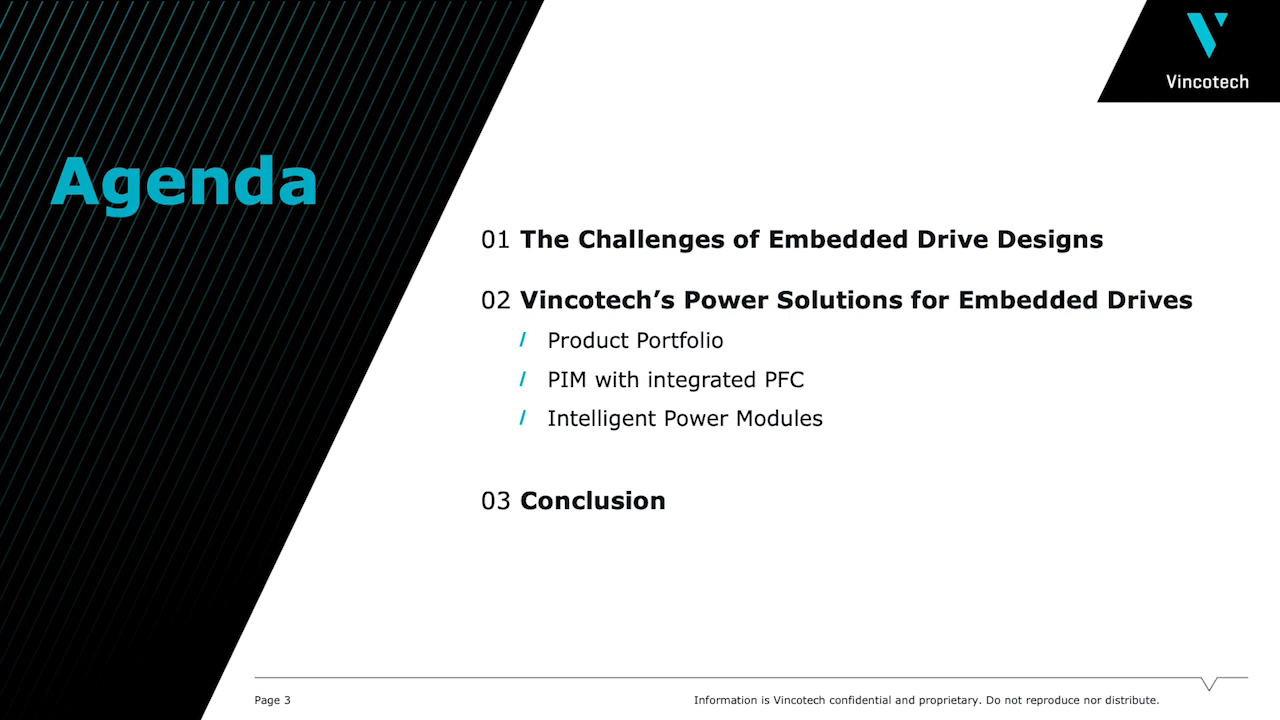 Vincotech
Agenda
01 The Challenges of Embedded Drive Designs
02 Vincotech’s Power Solutions for Embedded Drives
/ Product Portfolio
/ PIM with integrated PFC
/ Intelligent Power Modules
03 Conclusion
Page 3
Information is Vincotech confidential and proprietary. Do not reproduce nor distribute.